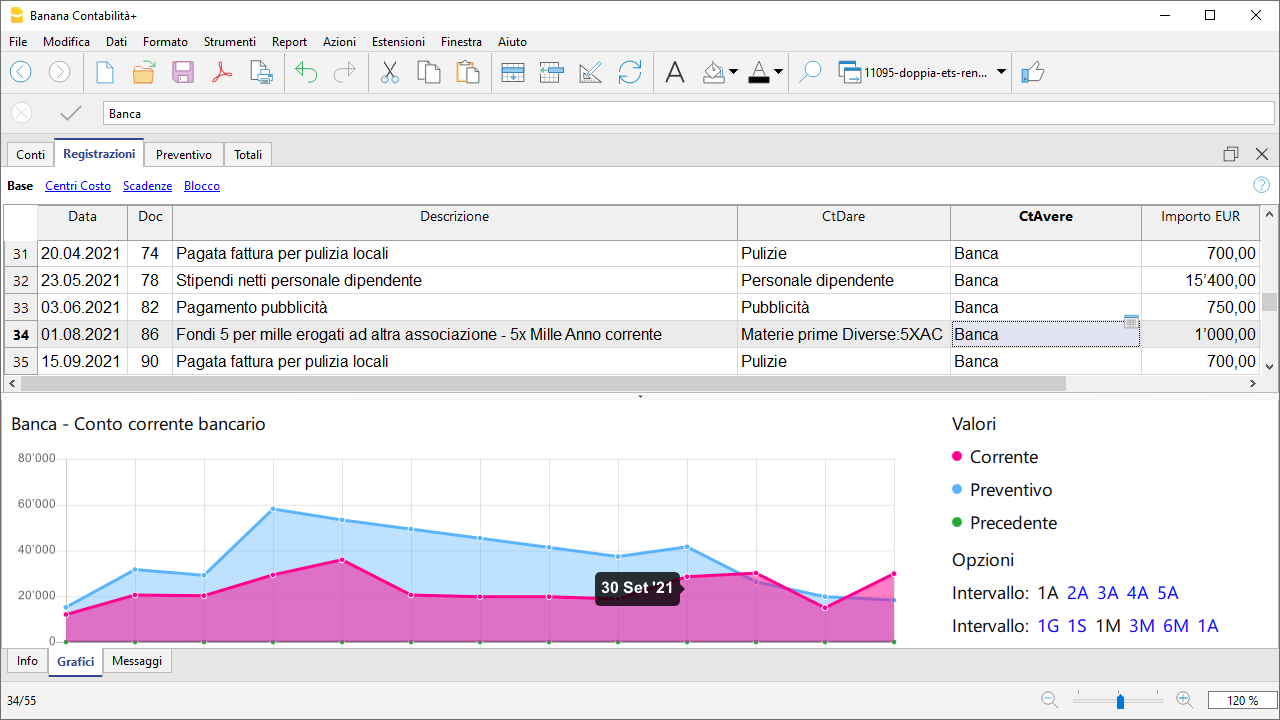 Banana Contabilità+
File Modifica Dati Formato Strumenti Report Azioni Estensioni Finestra Aiuto
11095-doppia-ets-ren...
Banca
Conti Registrazioni Preventivo Totali
Base Centri Costo Scadenze Blocco
Data Doc Descrizione CtDare CtAvere Importo EUR
31 20.04.2021 74 Pagata fattura per pulizia locali Pulizie Banca 700,00
32 23.05.2021 78 Stipendi netti personale dipendente Personale dipendente Banca 15’400,00
33 03.06.2021 82 Pagamento pubblicità Pubblicità Banca 750,00
34 01.08.2021 86 Fondi 5 per mille erogati ad altra associazione - 5x Mille Anno corrente Materie prime Diverse:5XAC Banca 1’000,00
35 15.09.2021 90 Pagata fattura per pulizia locali Pulizie Banca 700,00
Banca - Conto corrente bancario
80’000
60’000
40’000
20’000
0
30 Set '21
Valori
Corrente
Preventivo
Precedente
Opzioni
Intervallo: 1A 2A 3A 4A 5A
Intervallo: 1G 1S 1M 3M 6M 1A
Info Grafici Messaggi
34/55
120 %